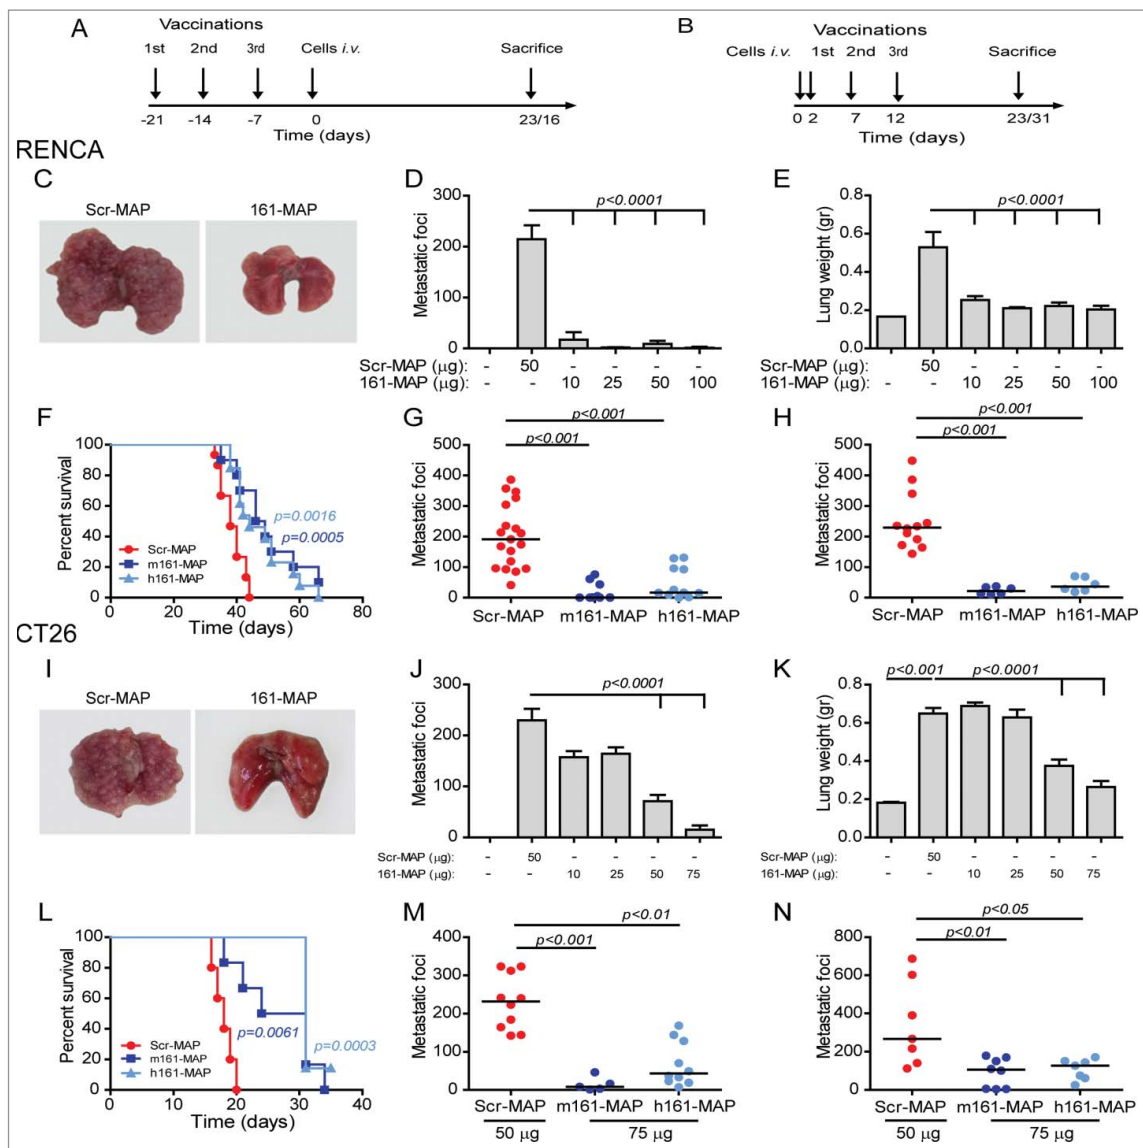 A
Vaccinations
1st 2nd 3rd Cells i.v. Sacrifice
-21 -14 -7 0 23/16
Time (days)
B
Vaccinations
Cells i.v. 1st 2nd 3rd Sacrifice
0 2 7 12 23/31
Time (days)
RENCA
C
Scr-MAP 161-MAP
D
p<0.0001
Metastatic foci
300
200
100
0
Scr-MAP (µg): - 50 - - - -
161-MAP (µg): - - 10 25 50 100
E
p<0.0001
Lung weight (gr)
0.8
0.6
0.4
0.2
0.0
Scr-MAP (µg): - 50 - - - -
161-MAP (µg): - - 10 25 50 100
F
Percent survival
100
80
60
40
20
0
p=0.0016
p=0.0005
Scr-MAP
m161-MAP
h161-MAP
0 20 40 60 80
Time (days)
G
p<0.001
p<0.001
Metastatic foci
500
400
300
200
100
0
Scr-MAP m161-MAP h161-MAP
H
p<0.001
p<0.001
Metastatic foci
500
400
300
200
100
0
Scr-MAP m161-MAP h161-MAP
CT26
I
Scr-MAP 161-MAP
J
p<0.0001
Metastatic foci
300
200
100
0
Scr-MAP (µg): - 50 - - - -
161-MAP (µg): - - 10 25 50 75
K
p<0.001 p<0.0001
Lung weight (gr)
0.8
0.6
0.4
0.2
0.0
Scr-MAP (µg): - 50 - - - -
161-MAP (µg): - - 10 25 50 75
L
Percent survival
100
80
60
40
20
0
p=0.0061
p=0.0003
Scr-MAP
m161-MAP
h161-MAP
0 20 30 40
Time (days)
M
p<0.01
p<0.001
Metastatic foci
400
300
200
100
0
Scr-MAP m161-MAP h161-MAP
50 µg 75 µg
N
p<0.05
p<0.01
Metastatic foci
800
600
400
200
0
Scr-MAP m161-MAP h161-MAP
50 µg 75 µg